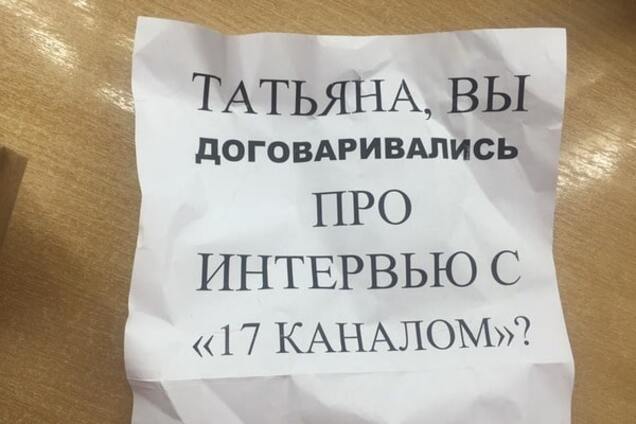 ТАТЬЯНА, ВЫ
ДОГОВАРИВАЛИСЬ
ПРО
ИНТЕРВЬЮ С
«17 КАНАЛОМ»?